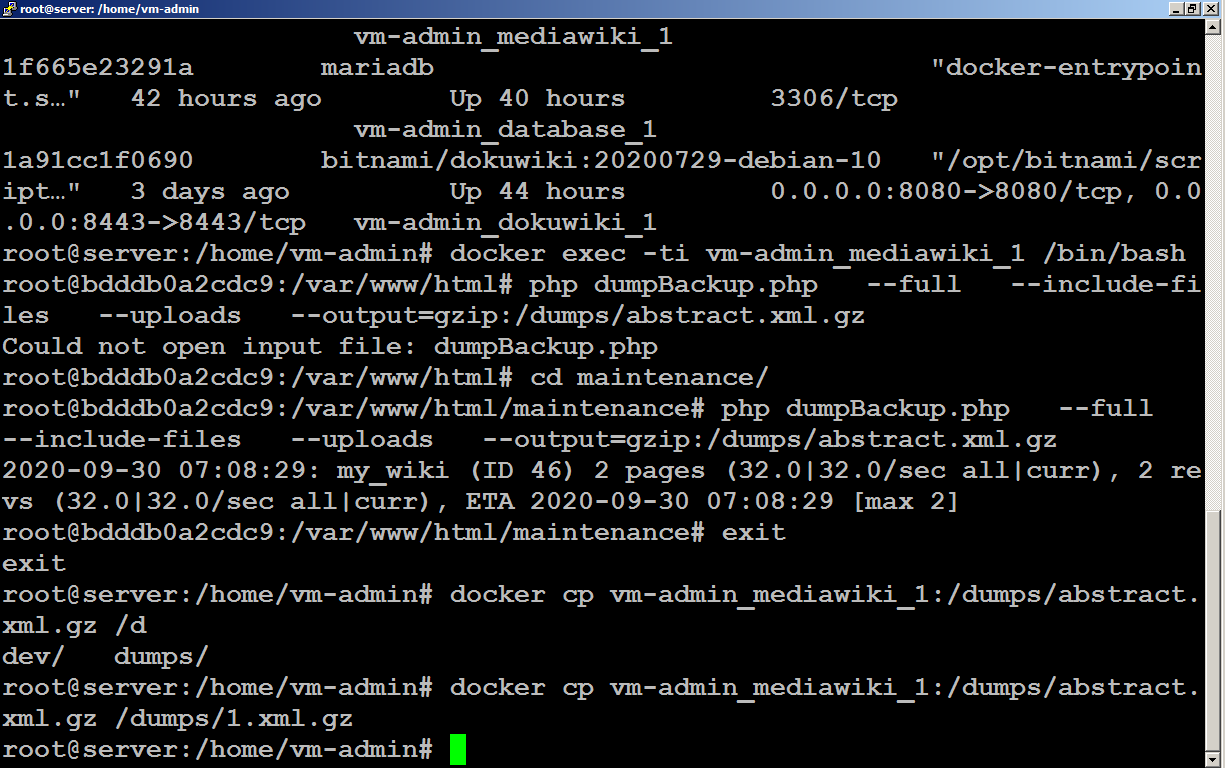 root@server: /home/vm-admin
vm-admin_mediawiki_1
1f665e23291a mariadb "docker-entrypoin
t.s…" 42 hours ago Up 40 hours 3306/tcp
vm-admin_database_1
1a91cc1f0690 bitnami/dokuwiki:20200729-debian-10 "/opt/bitnami/scr
ipt…" 3 days ago Up 44 hours 0.0.0.0:8080->8080/tcp, 0.0
.0.0:8443->8443/tcp vm-admin_dokuwiki_1
root@server:/home/vm-admin# docker exec -ti vm-admin_mediawiki_1 /bin/bash
root@bdddb0a2cdc9:/var/www/html# php dumpBackup.php --full --include-fi
les --uploads --output=gzip:/dumps/abstract.xml.gz
Could not open input file: dumpBackup.php
root@bdddb0a2cdc9:/var/www/html# cd maintenance/
root@bdddb0a2cdc9:/var/www/html/maintenance# php dumpBackup.php --full
--include-files --uploads --output=gzip:/dumps/abstract.xml.gz
2020-09-30 07:08:29: my_wiki (ID 46) 2 pages (32.0|32.0/sec all|curr), 2 re
vs (32.0|32.0/sec all|curr), ETA 2020-09-30 07:08:29 [max 2]
root@bdddb0a2cdc9:/var/www/html/maintenance# exit
exit
root@server:/home/vm-admin# docker cp vm-admin_mediawiki_1:/dumps/abstract.
xml.gz /d
dev/ dumps/
root@server:/home/vm-admin# docker cp vm-admin_mediawiki_1:/dumps/abstract.
xml.gz /dumps/1.xml.gz
root@server:/home/vm-admin#